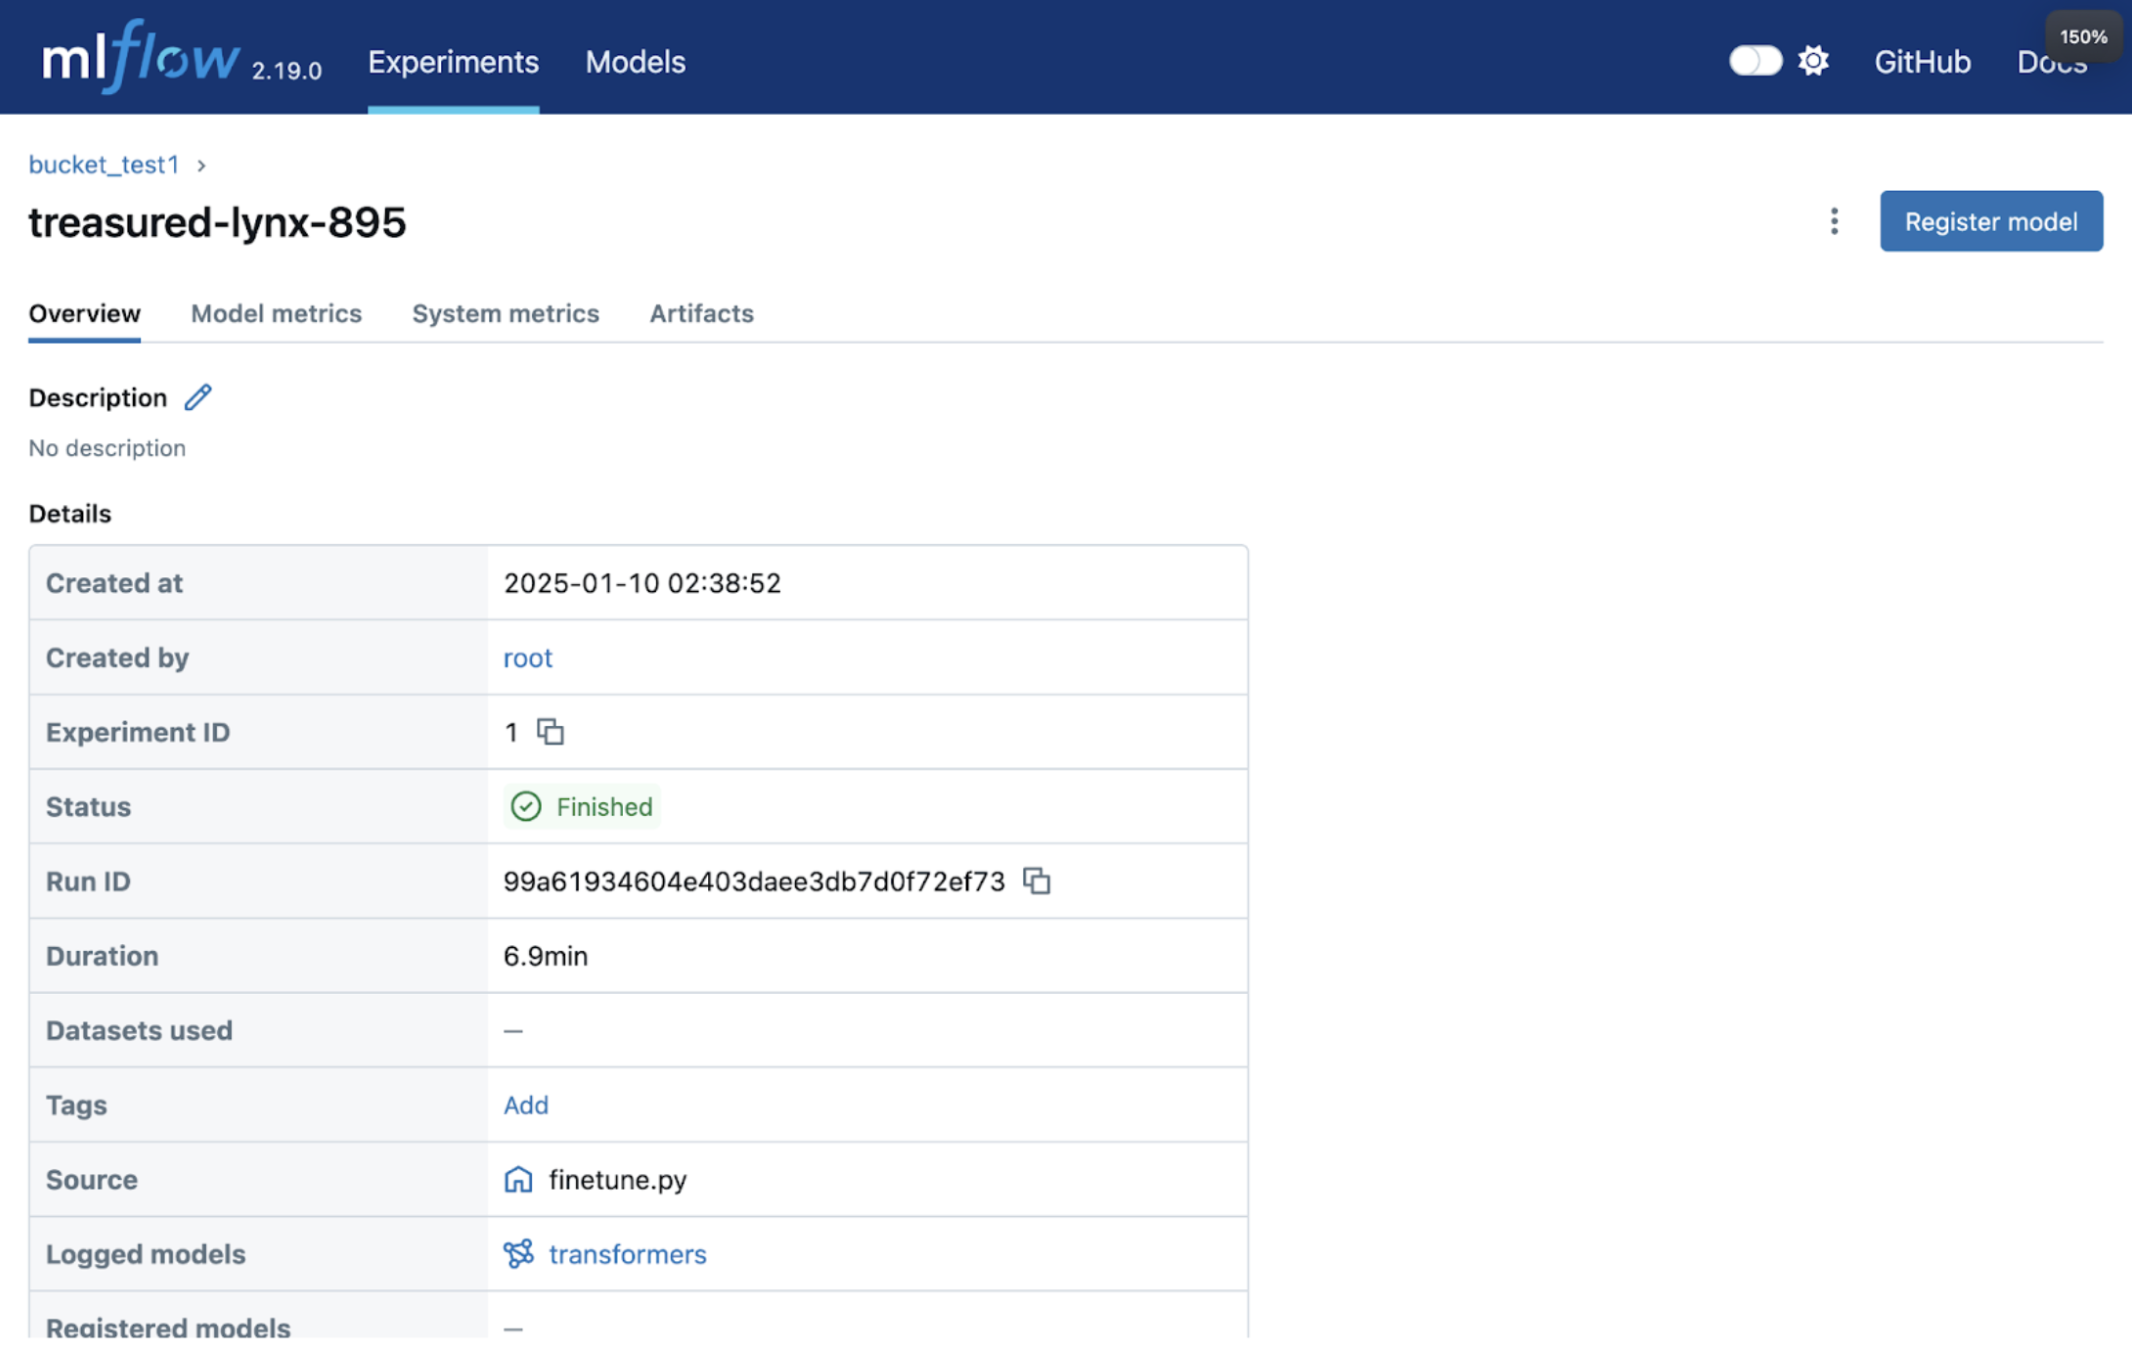 mlflow 2.19.0 Experiments Models GitHub Docs
150%
bucket_test1
treasured-lynx-895
Register model
Overview Model metrics System metrics Artifacts
Description
No description
Details
Created at 2025-01-10 02:38:52
Created by root
Experiment ID 1
Status Finished
Run ID 99a61934604e403daee3db7d0f72ef73
Duration 6.9min
Datasets used —
Tags Add
Source finetune.py
Logged models transformers
Registered models —